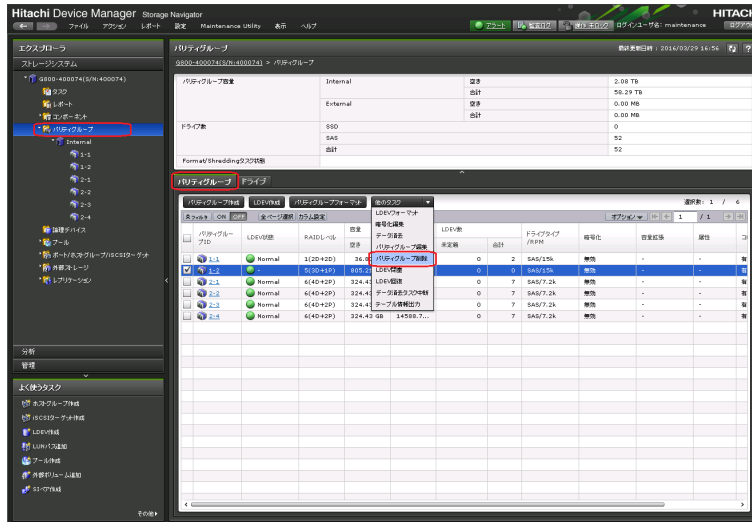 Hitachi Device Manager Storage Navigator
HITACHI
ファイル アクション レポート 設定 Maintenance Utility 表示 ヘルプ
アラート 監査ログ ログインユーザ名: maintenance
エクスプローラ
ストレージシステム
G800-400074(S/N:400074)
タスク
レポート
コンポーネント
パリティグループ
Internal
1-1
1-2
2-1
2-2
2-3
2-4
論理デバイス
プール
ポート/ホストグループ/iSCSIターゲット
外部ストレージ
レプリケーション
分析
管理
よく使うタスク
ホストグループ作成
iSCSIターゲット作成
LDEV作成
LUNパス追加
プール作成
外部ボリューム追加
SIペア作成
その他
パリティグループ
最終更新日時 : 2016/03/29 16:56
G800-400074(S/N:400074) > パリティグループ
パリティグループ容量 Internal 空き 2.08 TB
合計 58.29 TB
External 空き 0.00 MB
合計 0.00 MB
ドライブ数 SSD 0
SAS 52
合計 52
Format/Shreddingタスク状態
パリティグループ ドライブ
パリティグループ作成 LDEV作成 パリティグループフォーマット 他のタスク
選択数: 1 / 6
ON OFF 全ページ選択 カラム設定
オプション 1 / 1
LDEVフォーマット
暗号化編集
データ消去
パリティグループ編集
パリティグループ削除
LDEV閉塞
LDEV回復
データ消去タスク中断
テーブル情報出力
パリティグループID LDEV状態 RAIDレベル 容量 空き LDEV数 未定義 合計 ドライブタイプ/RPM 暗号化 容量拡張 属性
1-1 Normal 1(2D+2D) 0 2 SAS/15k 無効 - -
1-2 - 5(3D+1P) 0 0 SAS/15k 無効 - -
2-1 Normal 6(4D+2P) 0 7 SAS/7.2k 無効 - -
2-2 Normal 6(4D+2P) 0 7 SAS/7.2k 無効 - -
2-3 Normal 6(4D+2P) 0 7 SAS/7.2k 無効 - -
2-4 Normal 6(4D+2P) 324.43 GB 14588.7... 0 7 SAS/7.2k 無効 - -